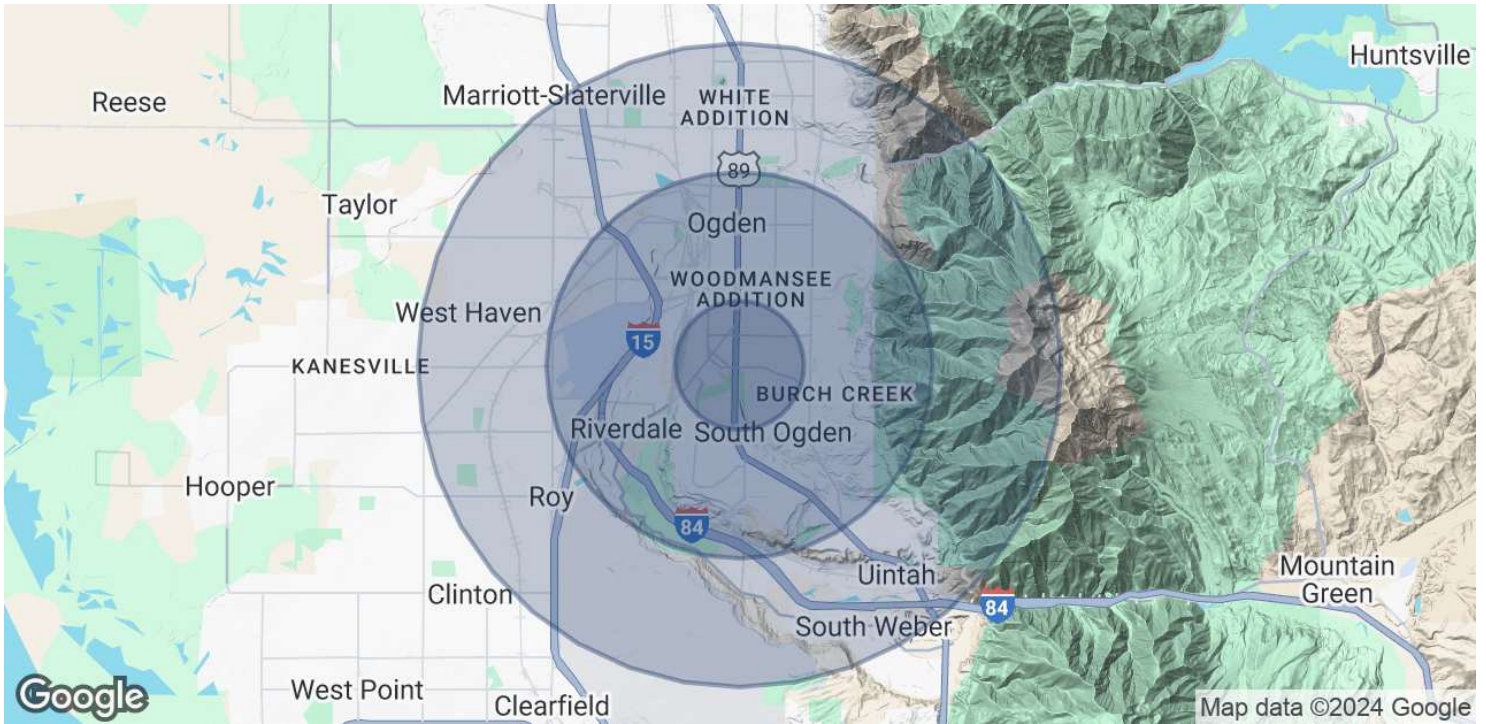 Huntsville
Reese
Marriott-Slaterville
WHITE
ADDITION
89
Taylor
Ogden
WOODMANSEE
ADDITION
West Haven
15
KANESVILLE
BURCH CREEK
Riverdale
South Ogden
Hooper
Roy
84
Uintah
Mountain
Green
Clinton
84
South Weber
West Point
Clearfield
Google
Map data ©2024 Google